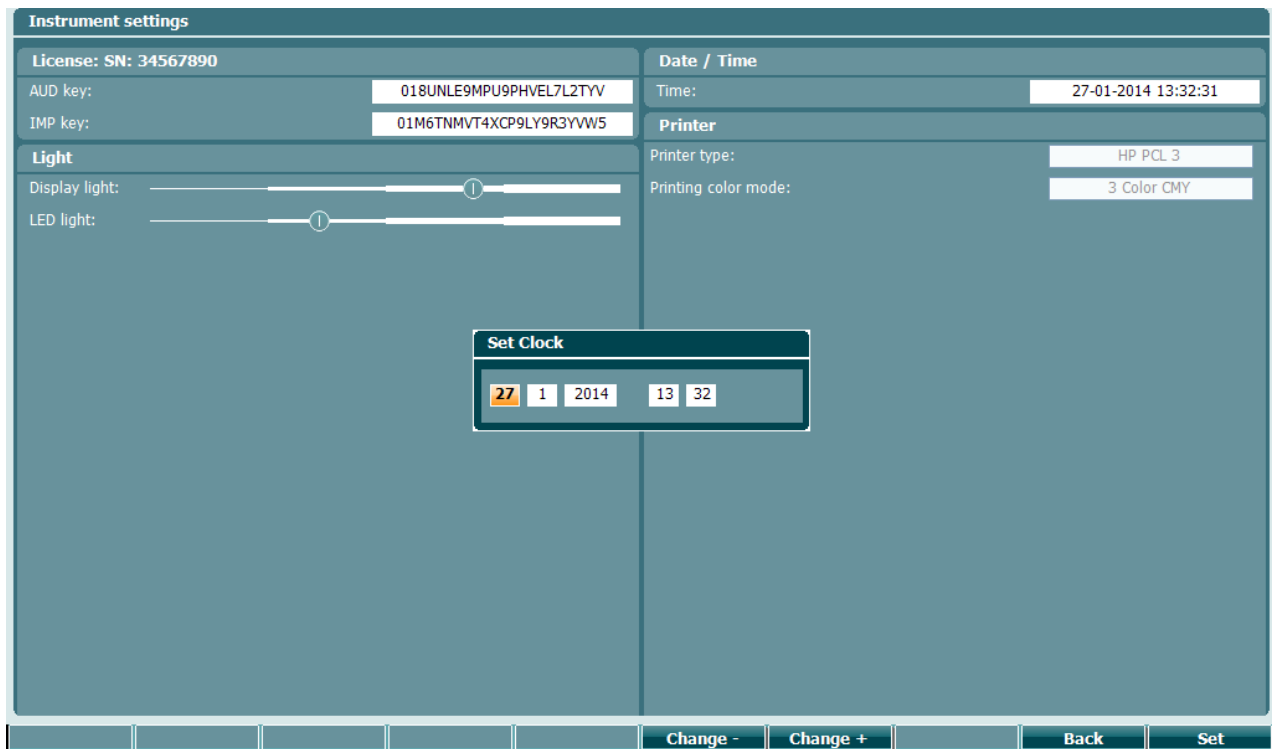 Instrument settings
License: SN: 34567890
AUD key: 018UNLE9MPU9PHVEL7L2TYV
IMP key: 01M6TNMVT4XCP9LY9R3YVW5
Light
Display light:
LED light:
Date / Time
Time: 27-01-2014 13:32:31
Printer
Printer type: HP PCL 3
Printing color mode: 3 Color CMY
Set Clock
27 1 2014 13 32
Change - Change + Back Set